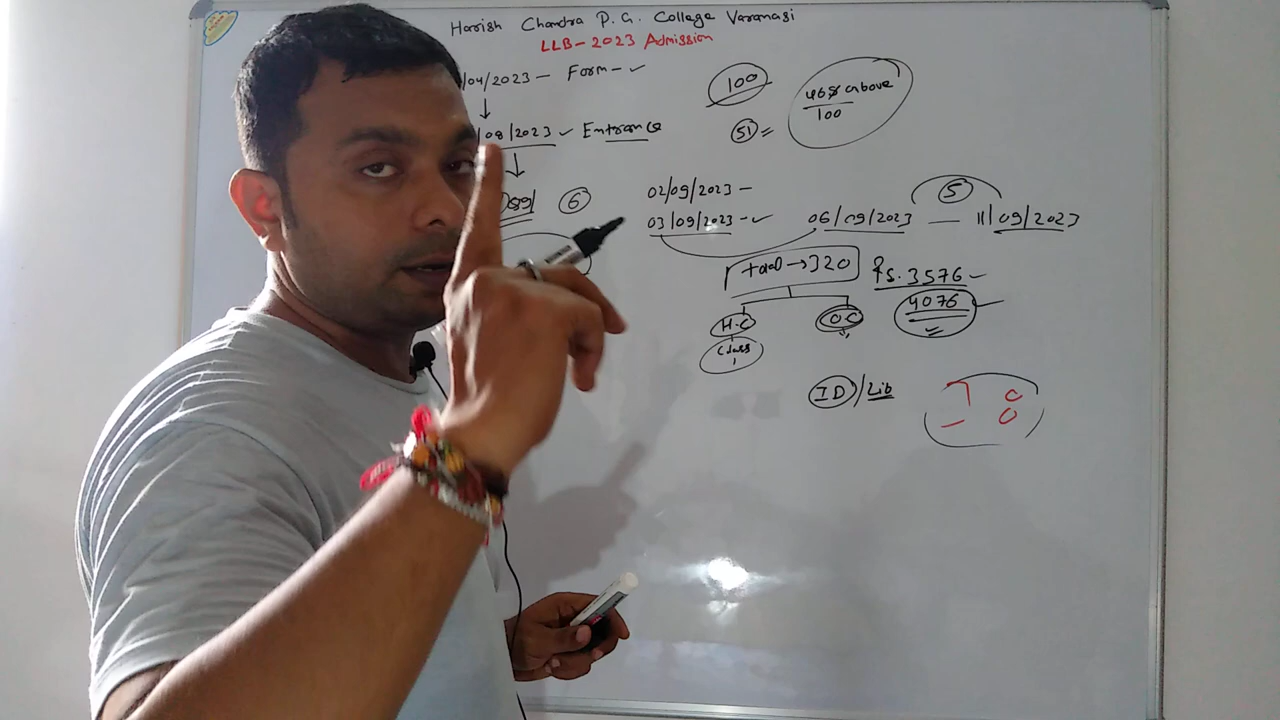 Harish Chandra P. G. College Varanasi
LLB-2023 Admission
/04/2023 - Form -
100
46& above
100
/08/2023 Entrance
51 =
6
02/09/2023 -
03/09/2023 -
06/09/2023 — 11/09/2023
5
total → 320
Rs. 3576 -
4076
H.C
O.C
Class
ID/Lib